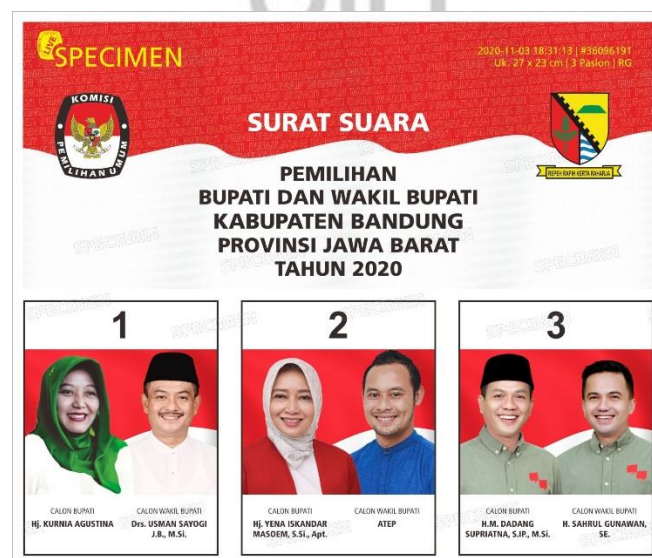 LIVE
SPECIMEN
2020-11-03 18:31:13 | #36096191
Uk. 27 x 23 cm | 3 Paslon | RG
KOMISI
PEMILIHAN UMUM
SURAT SUARA
REPEH RAPIH KERTA RAHARJA
PEMILIHAN
BUPATI DAN WAKIL BUPATI
KABUPATEN BANDUNG
PROVINSI JAWA BARAT
TAHUN 2020
SPECIMEN
1
2
3
CALON BUPATI
Hj. KURNIA AGUSTINA
CALON WAKIL BUPATI
Drs. USMAN SAYOGI
J.B., M.Si.
CALON BUPATI
Hj. YENA ISKANDAR
MASOEM, S.Si., Apt.
CALON WAKIL BUPATI
ATEP
CALON BUPATI
H.M. DADANG
SUPRIATNA, S.IP., M.Si.
CALON WAKIL BUPATI
H. SAHRUL GUNAWAN,
SE.